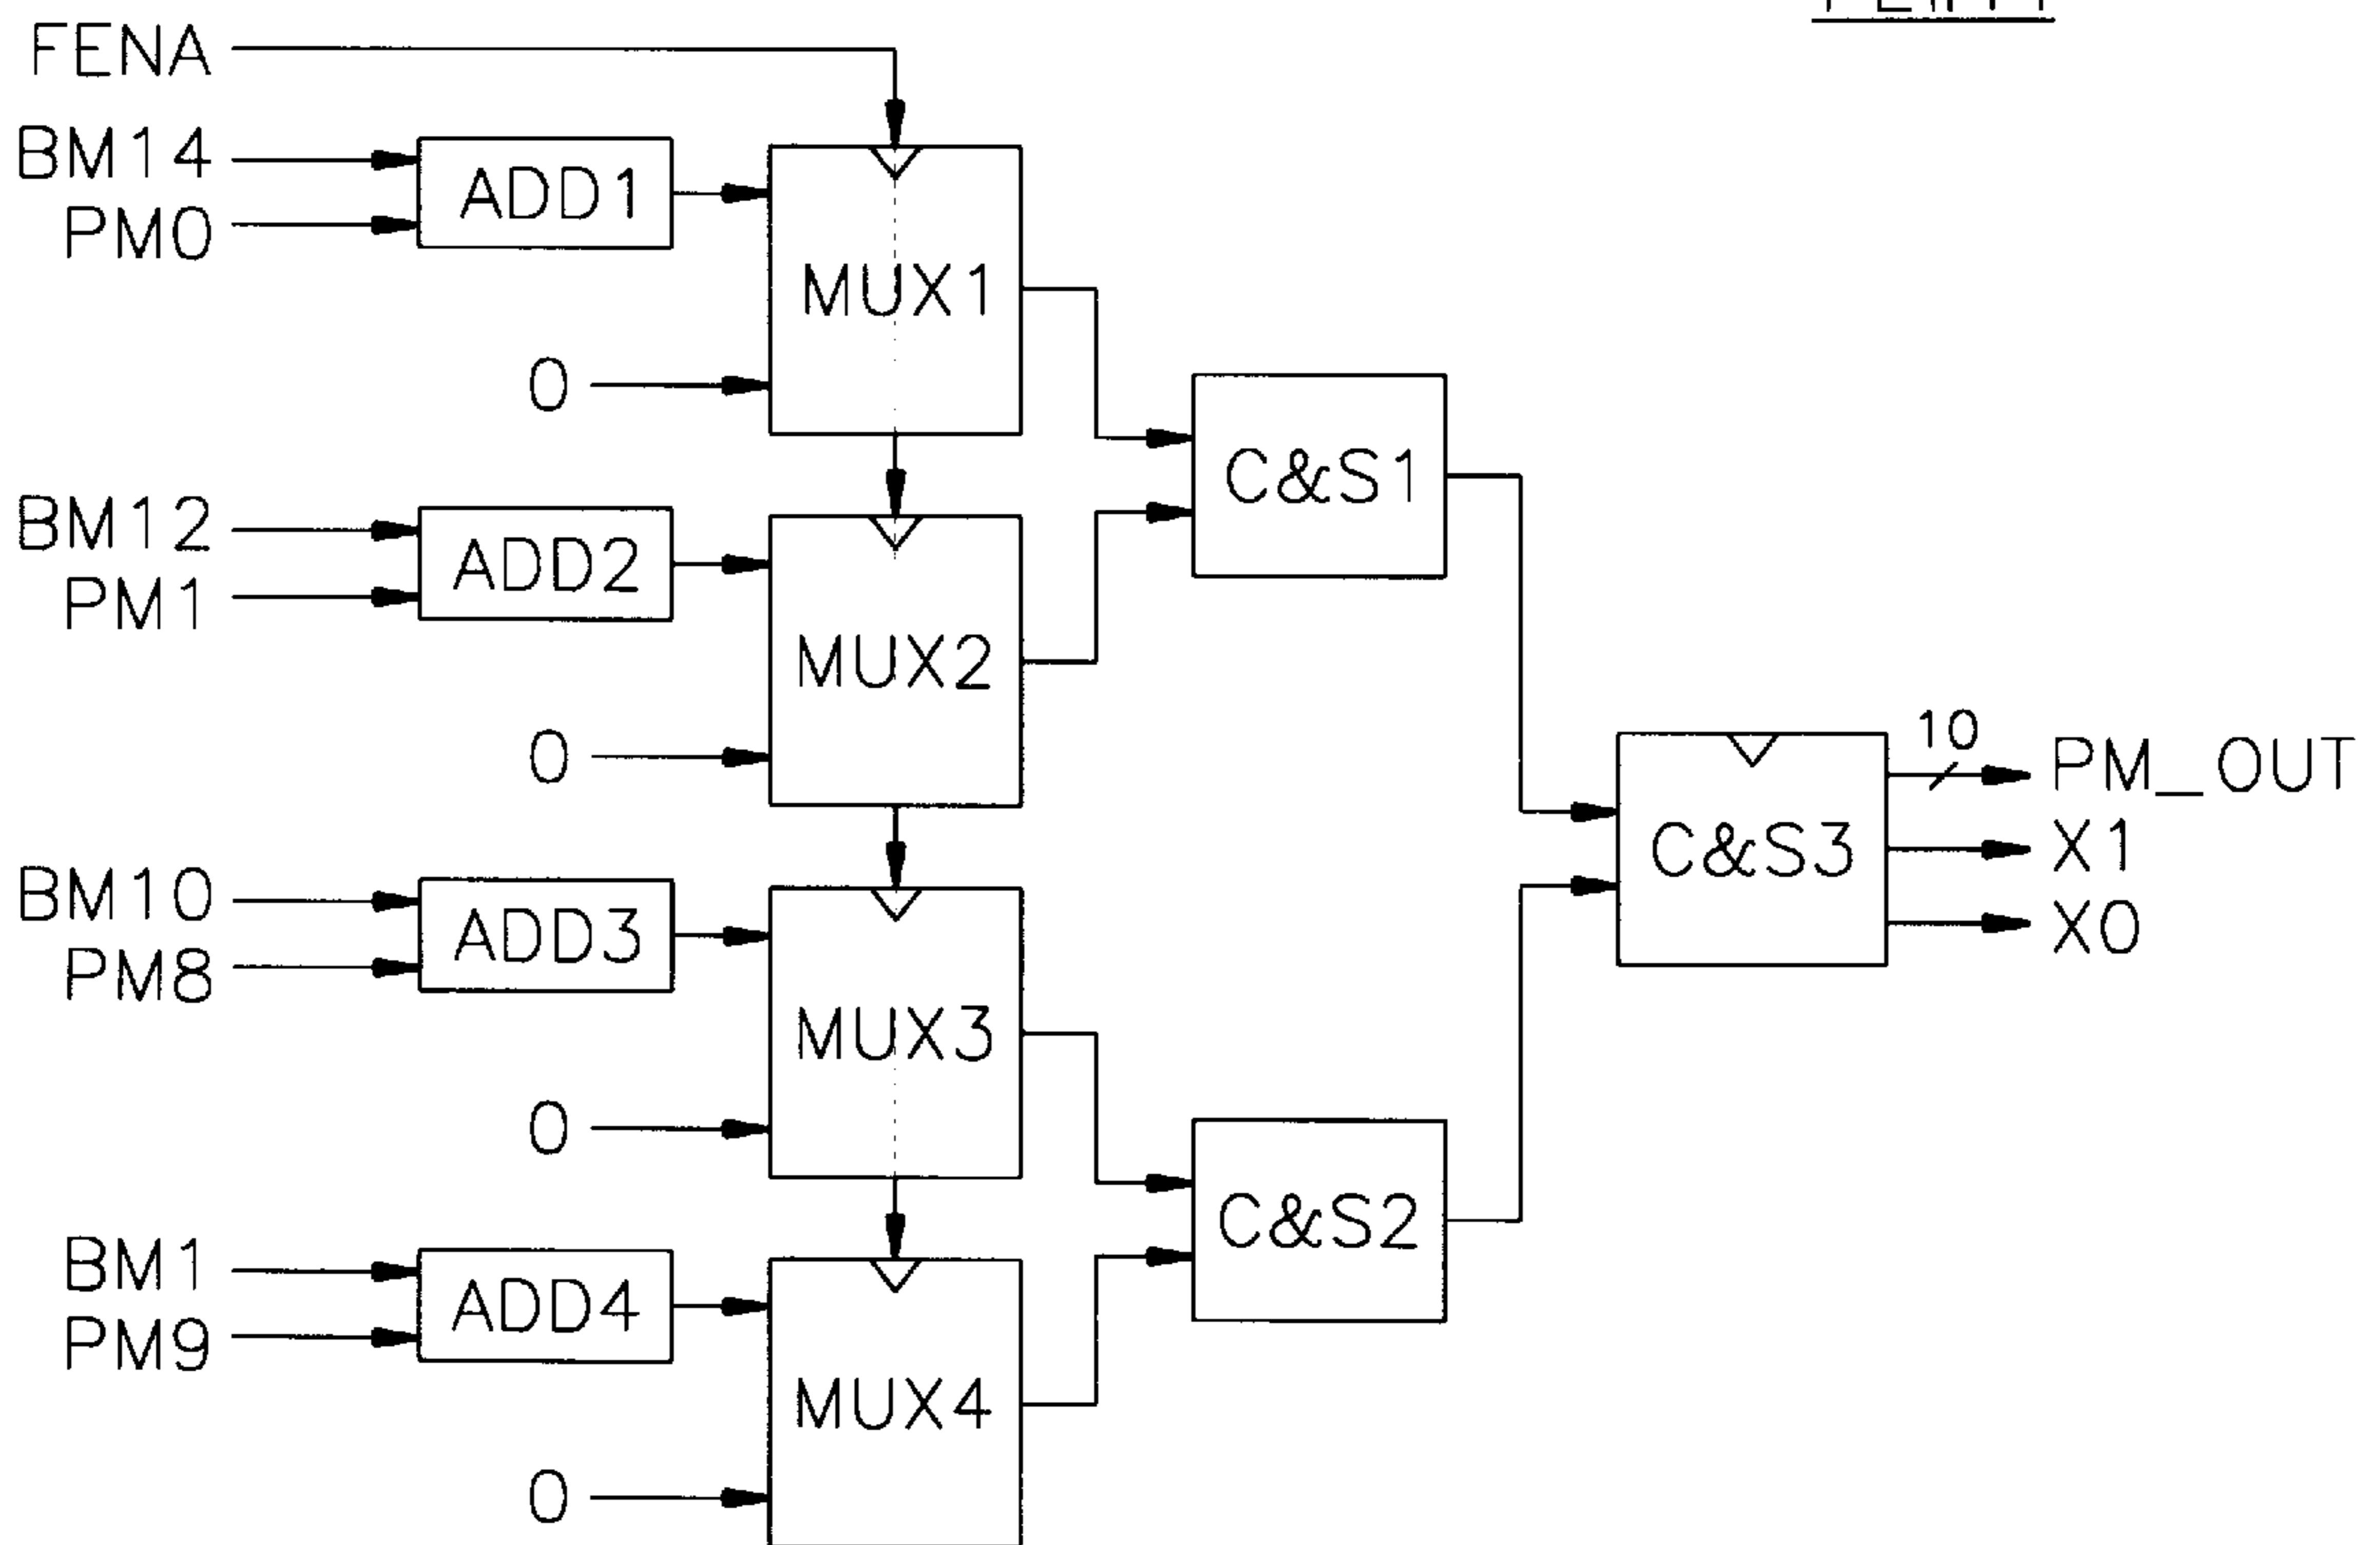 FENA
BM14
PM0
ADD1
MUX1
0
C&S1
BM12
PM1
ADD2
MUX2
0
10
PM_OUT
X1
X0
C&S3
BM10
PM8
ADD3
MUX3
0
C&S2
BM1
PM9
ADD4
MUX4
0